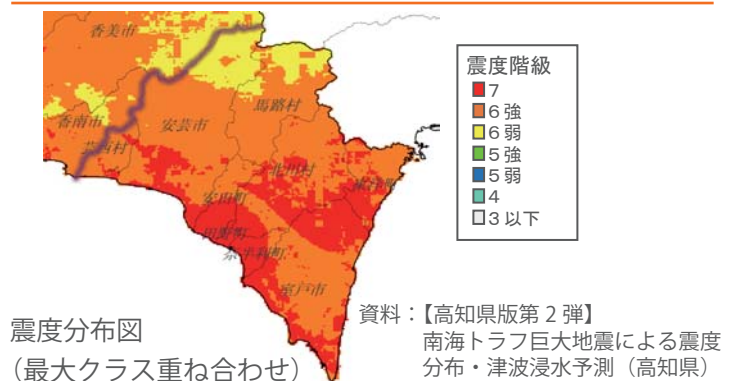 香美市
馬路村
香南市
安芸市
芸西村
北川村
東洋町
安田町
田野町
奈半利町
室戸市
震度階級
7
6強
6弱
5強
5弱
4
3以下
震度分布図
(最大クラス重ね合わせ)
資料：【高知県版第2弾】
南海トラフ巨大地震による震度
分布・津波浸水予測（高知県）